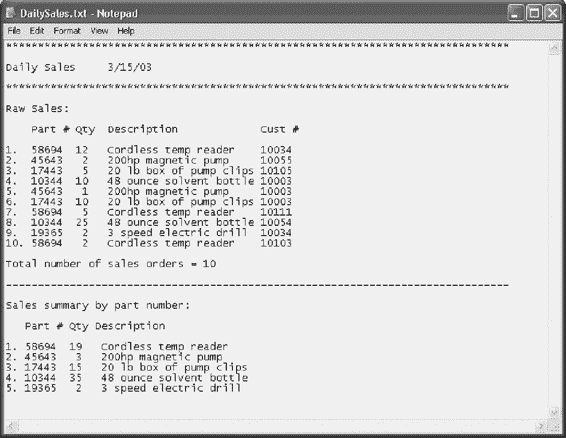 DailySales.txt - Notepad
File Edit Format View Help
*******************************************************************************
Daily Sales     3/15/03
*******************************************************************************
Raw Sales:
    Part # Qty  Description             Cust #
1.  58694  12   Cordless temp reader    10034
2.  45643   2   200hp magnetic pump     10055
3.  17443   5   20 lb box of pump clips 10105
4.  10344  10   48 ounce solvent bottle 10003
5.  45643   1   200hp magnetic pump     10003
6.  17443  10   20 lb box of pump clips 10003
7.  58694   5   Cordless temp reader    10111
8.  10344  25   48 ounce solvent bottle 10054
9.  19365   2   3 speed electric drill  10034
10. 58694   2   Cordless temp reader    10103
Total number of sales orders = 10
-------------------------------------------------------------------------------
Sales summary by part number:
   Part # Qty Description
1. 58694  19   Cordless temp reader
2. 45643   3   200hp magnetic pump
3. 17443  15   20 lb box of pump clips
4. 10344  35   48 ounce solvent bottle
5. 19365   2   3 speed electric drill